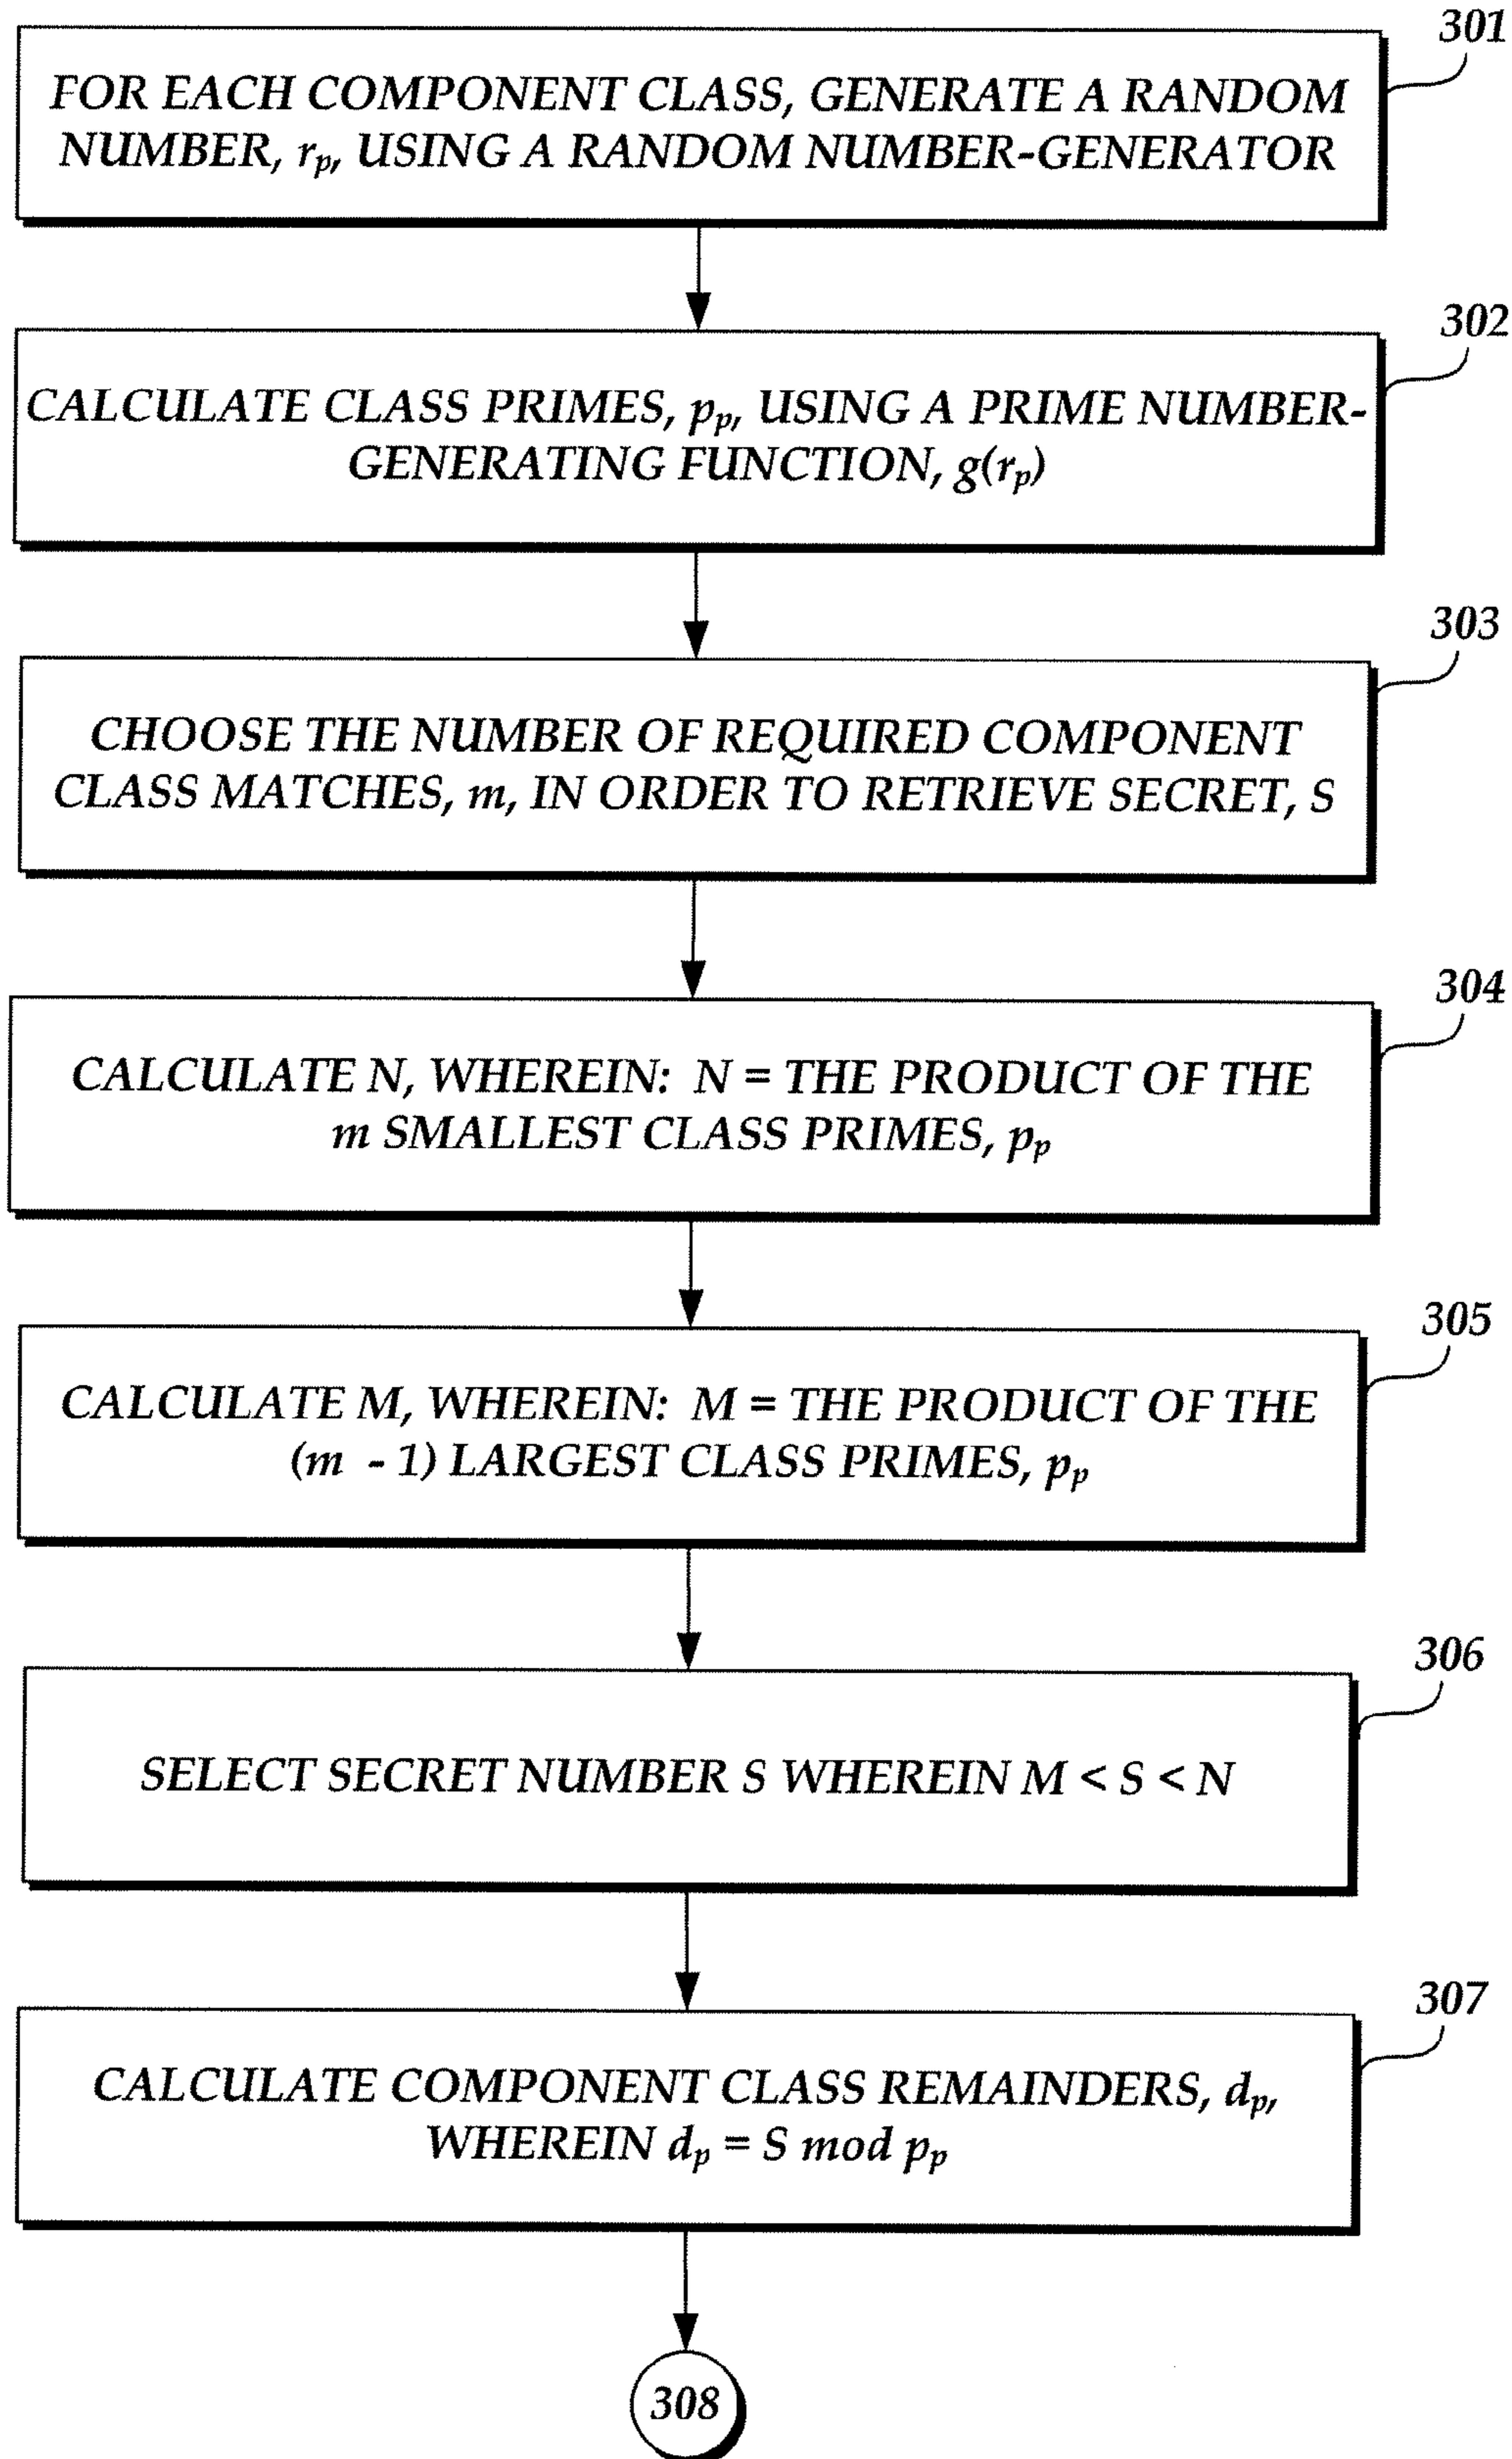 301
FOR EACH COMPONENT CLASS, GENERATE A RANDOM
NUMBER, rp, USING A RANDOM NUMBER-GENERATOR
302
CALCULATE CLASS PRIMES, pp, USING A PRIME NUMBER-
GENERATING FUNCTION, g(rp)
303
CHOOSE THE NUMBER OF REQUIRED COMPONENT
CLASS MATCHES, m, IN ORDER TO RETRIEVE SECRET, S
304
CALCULATE N, WHEREIN: N = THE PRODUCT OF THE
m SMALLEST CLASS PRIMES, pp
305
CALCULATE M, WHEREIN: M = THE PRODUCT OF THE
(m - 1) LARGEST CLASS PRIMES, pp
306
SELECT SECRET NUMBER S WHEREIN M < S < N
307
CALCULATE COMPONENT CLASS REMAINDERS, dp,
WHEREIN dp = S mod pp
308